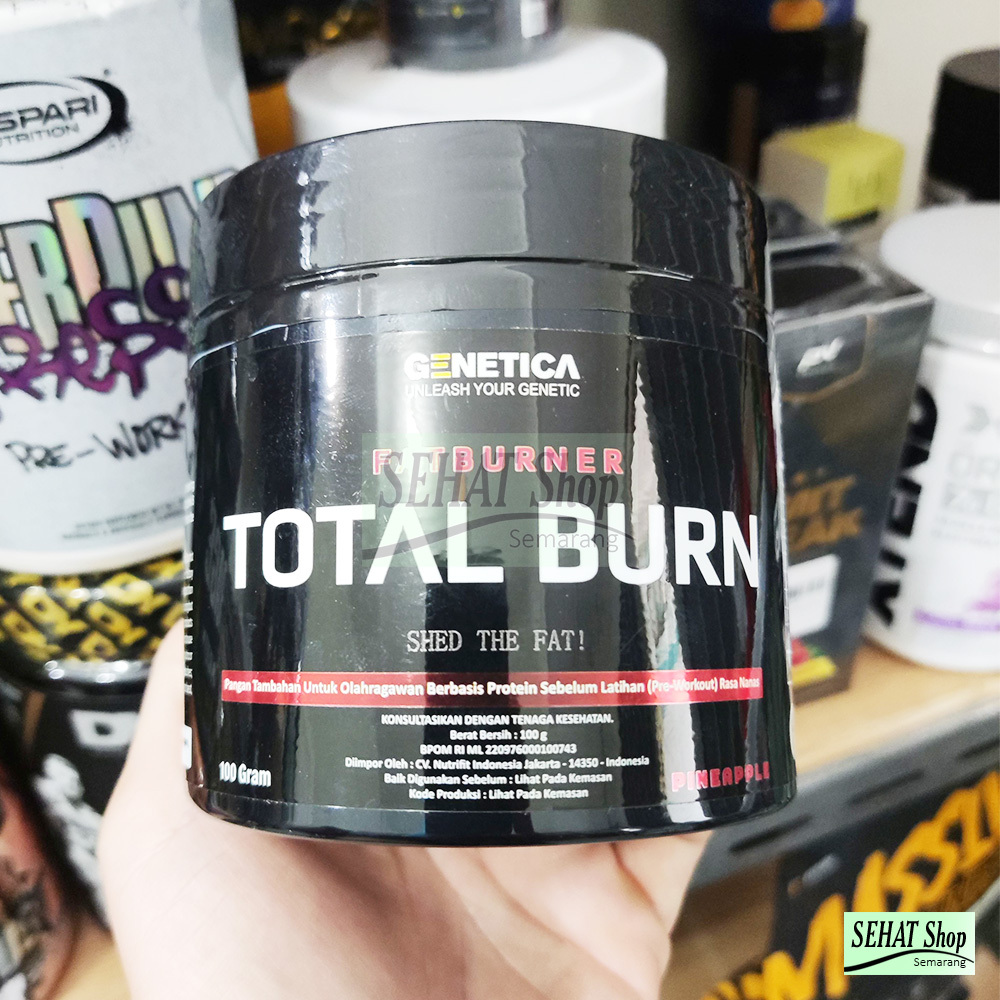 GENETICA
UNLEASH YOUR GENETIC
FATBURNER
SEHAT Shop
Semarang
TOTAL BURN
SHED THE FAT!
Pangan Tambahan Untuk Olahragawan Berbasis Protein Sebelum Latihan (Pre-Workout) Rasa Nanas
KONSULTASIKAN DENGAN TENAGA KESEHATAN.
Berat Bersih : 100 g
BPOM RI ML 220976000100743
Diimpor Oleh : CV. Nutrifit Indonesia Jakarta - 14350 - Indonesia
Baik Digunakan Sebelum : Lihat Pada Kemasan
Kode Produksi : Lihat Pada Kemasan
100 Gram
PINEAPPLE
PRE-WORK
SEHAT Shop
Semarang